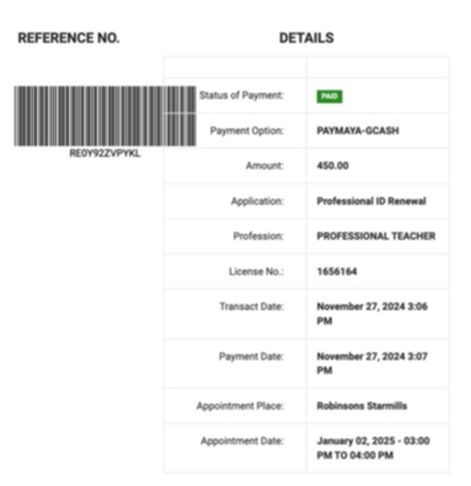 REFERENCE NO.
DETAILS
RE0Y92ZVPYKL
Status of Payment: PAID
Payment Option: PAYMAYA-GCASH
Amount: 450.00
Application: Professional ID Renewal
Profession: PROFESSIONAL TEACHER
License No.: 1656164
Transact Date: November 27, 2024 3:06
PM
Payment Date: November 27, 2024 3:07
PM
Appointment Place: Robinsons Starmills
Appointment Date: January 02, 2025 - 03:00
PM TO 04:00 PM